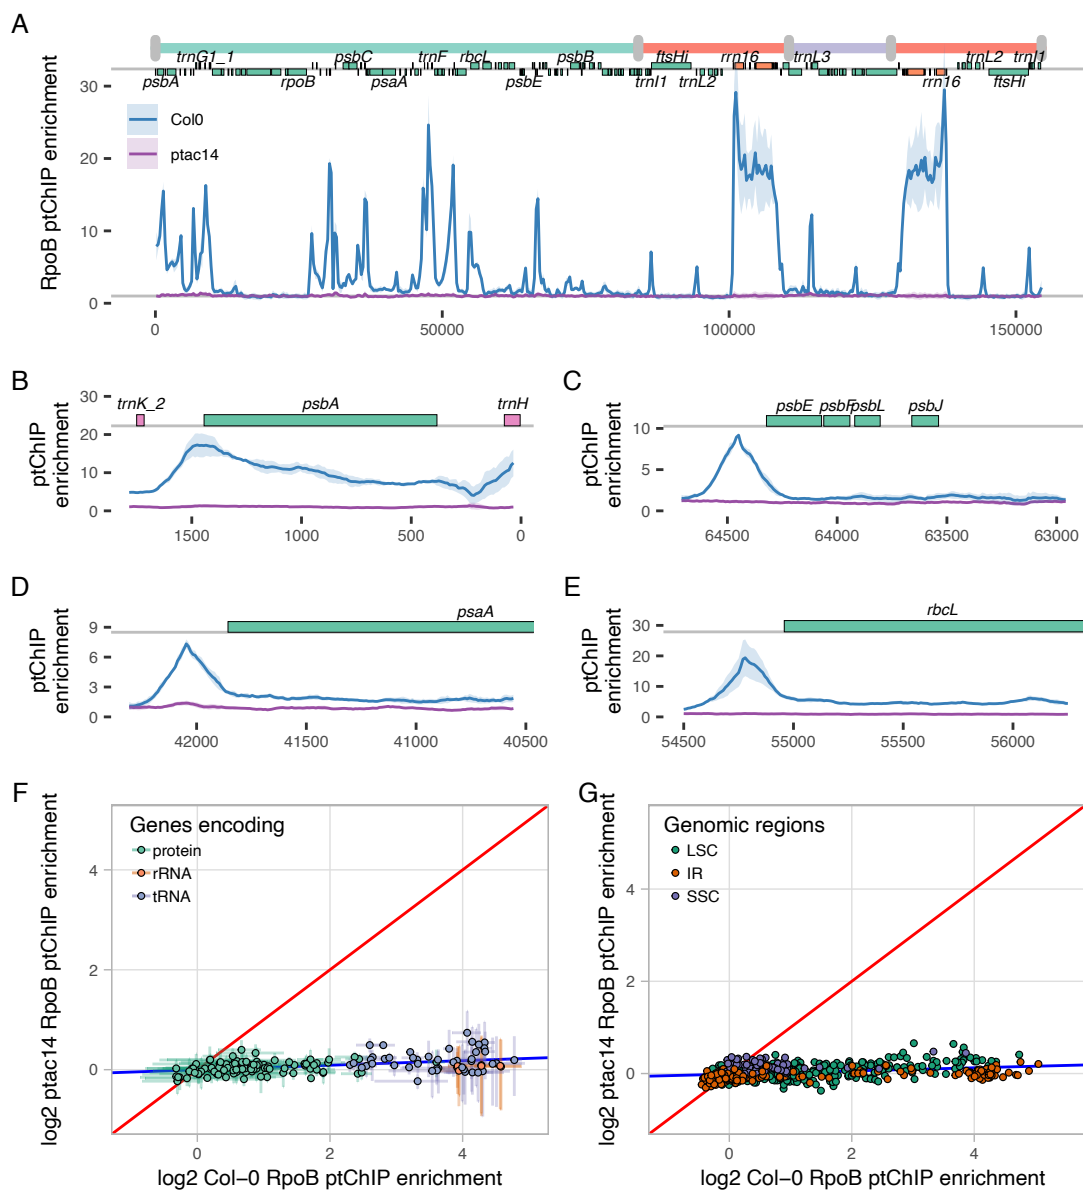 A
trnG1_1 psbC trnF rbcL psbB ftsHi rrn16 trnL3 trnL2 trnI1
psbA rpoB psaA psbE trnI1 trnL2 rrn16 ftsHi
RpoB ptChIP enrichment
30
20
10
0
Col0
ptac14
0 50000 100000 150000
B
ptChIP
enrichment
30
20
10
0
trnK_2 psbA trnH
1500 1000 500 0
C
ptChIP
enrichment
10
5
0
psbE psbF psbL psbJ
64500 64000 63500 63000
D
ptChIP
enrichment
9
6
3
0
psaA
42000 41500 41000 40500
E
ptChIP
enrichment
30
20
10
0
rbcL
54500 55000 55500 56000
F
log2 ptac14 RpoB ptChIP enrichment
Genes encoding
protein
rRNA
tRNA
4
2
0
0 2 4
log2 Col−0 RpoB ptChIP enrichment
G
log2 ptac14 RpoB ptChIP enrichment
Genomic regions
LSC
IR
SSC
4
2
0
0 2 4
log2 Col−0 RpoB ptChIP enrichment